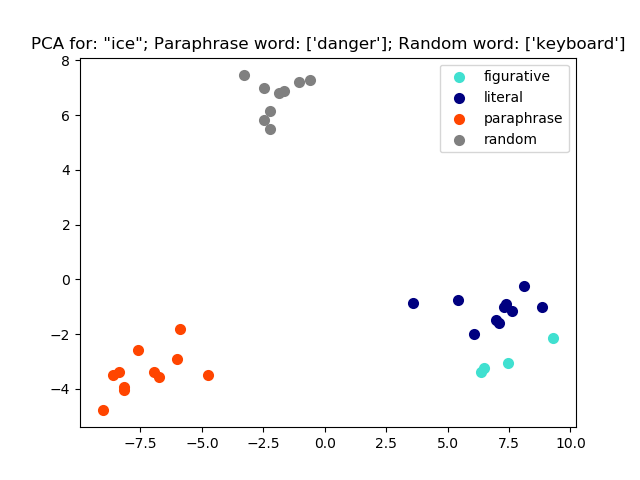 PCA for: "ice"; Paraphrase word: ['danger']; Random word: ['keyboard']
8
6
4
2
0
−2
−4
figurative
literal
paraphrase
random
−7.5 −5.0 −2.5 0.0 2.5 5.0 7.5 10.0